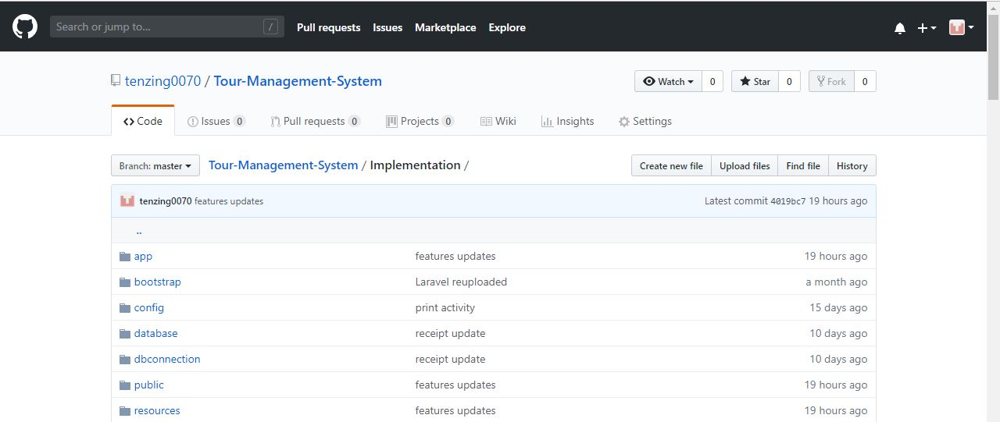 Search or jump to... / Pull requests Issues Marketplace Explore
tenzing0070 / Tour-Management-System Watch 0 Star 0 Fork 0
Code Issues 0 Pull requests 0 Projects 0 Wiki Insights Settings
Branch: master Tour-Management-System / Implementation / Create new file Upload files Find file History
tenzing0070 features updates Latest commit 4019bc7 19 hours ago
..
app features updates 19 hours ago
bootstrap Laravel reuploaded a month ago
config print activity 15 days ago
database receipt update 10 days ago
dbconnection receipt update 10 days ago
public features updates 19 hours ago
resources features updates 19 hours ago